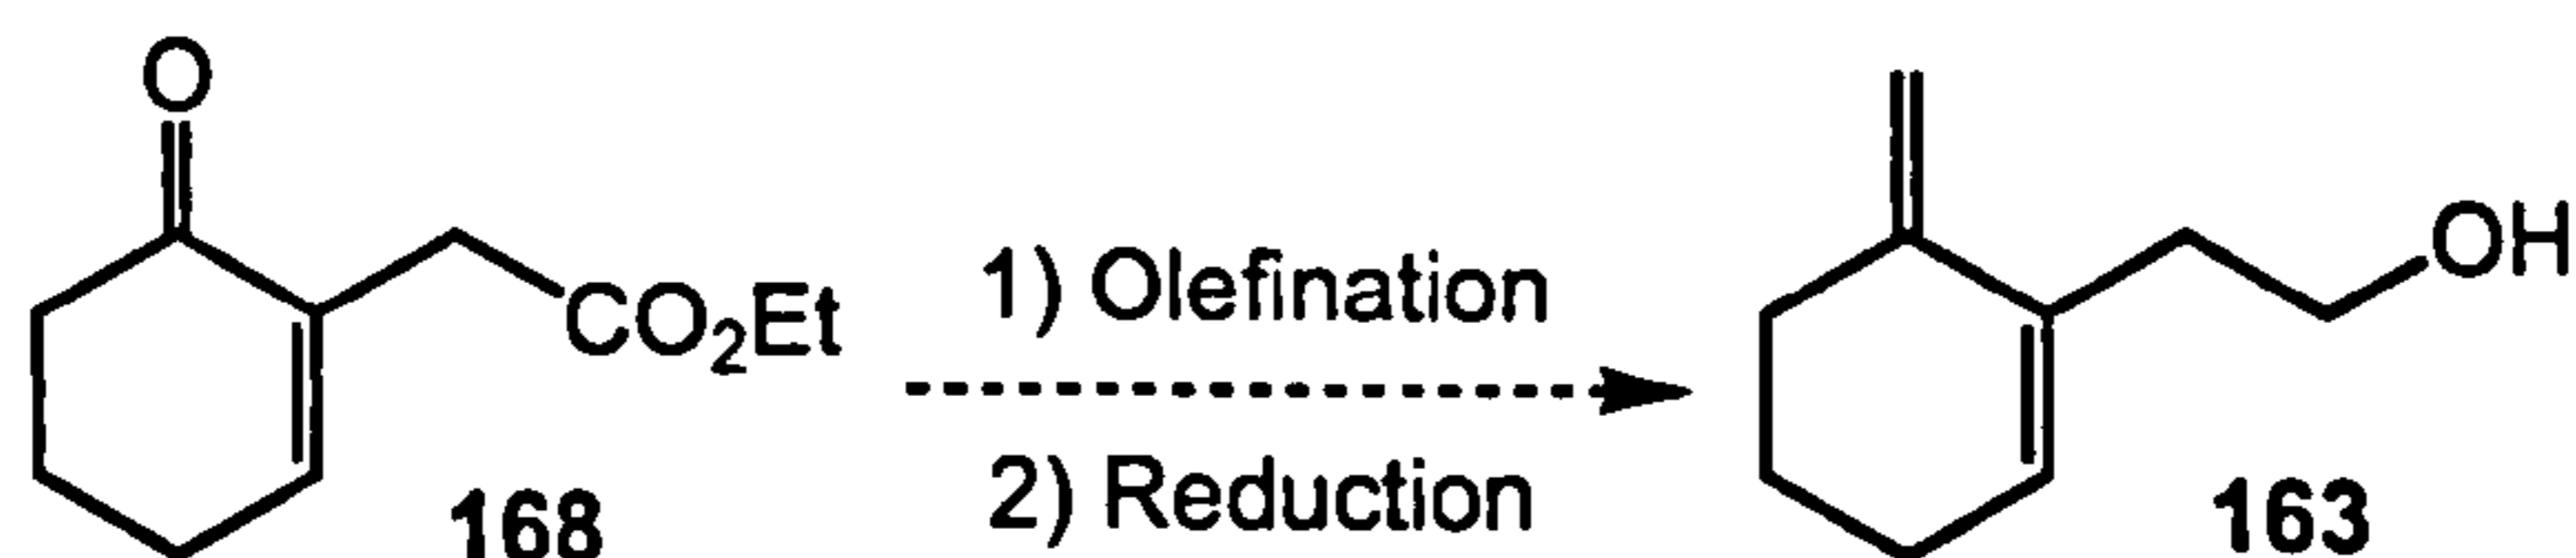 O
CO2Et
168
1) Olefination
2) Reduction
OH
163